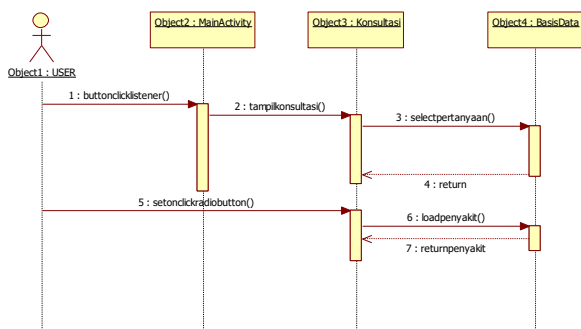 Object2 : MainActivity
Object3 : Konsultasi
Object4 : BasisData
Object1 : USER
1 : buttonclicklistener()
2 : tampilkonsultasi()
3 : selectpertanyaan()
4 : return
5 : setonclickradiobutton()
6 : loadpenyakit()
7 : returnpenyakit